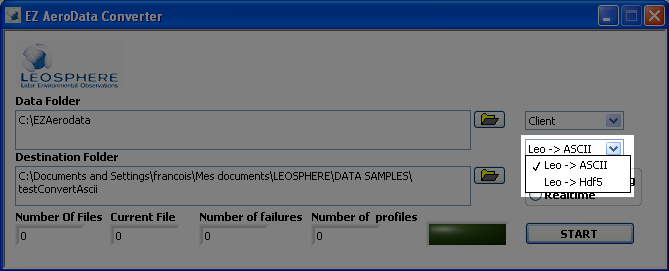 EZ AeroData Converter
LEOSPHERE
Lidar Environmental Observations
Data Folder
C:\EZAerodata
Client
Leo -> ASCII
Leo -> ASCII
Leo -> Hdf5
Destination Folder
C:\Documents and Settings\francois\Mes documents\LEOSPHERE\DATA SAMPLES\
testConvertAscii
Realtime
Number Of Files
Current File
Number of failures
Number of profiles
0
0
0
0
START